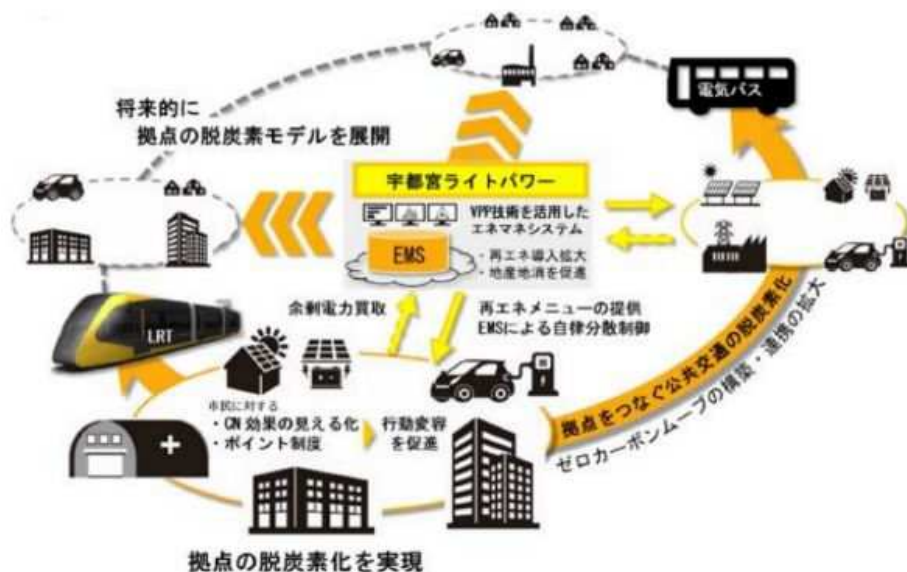 電気バス
将来的に
拠点の脱炭素モデルを展開
宇都宮ライトパワー
VPP技術を活用した
エネマネシステム
EMS
・再エネ導入拡大
・地産地消を促進
余剰電力買取
再エネメニューの提供
EMSによる自律分散制御
LRT
拠点をつなぐ公共交通の脱炭素化
ゼロカーボンムーブの構築・連携の拡大
市民に対する
・CN効果の見える化
・ポイント制度
行動変容
を促進
拠点の脱炭素化を実現